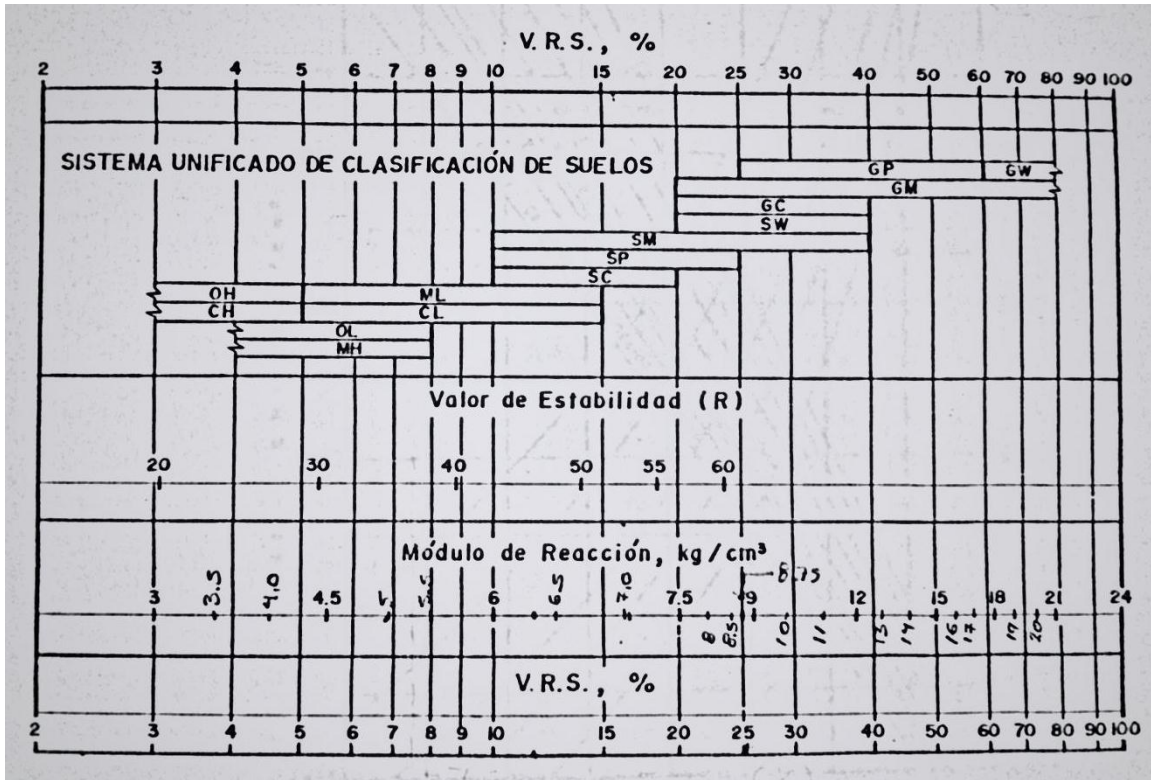 V.R.S., %
2 3 4 5 6 7 8 9 10 15 20 25 30 40 50 60 70 80 90 100
SISTEMA UNIFICADO DE CLASIFICACIÓN DE SUELOS
GP GW
GM
GC
SW
SM
SP
SC
OH ML
CH CL
OL
MH
Valor de Estabilidad (R)
20 30 40 50 55 60
Módulo de Reacción, kg/cm³
8.75
3 3.5 4.0 4.5 6 6.5 7.0 7.5 9 12 15 18 21 24
8 8.5 10 11 13 14 16 17 20
V.R.S., %
2 3 4 5 6 7 8 9 10 15 20 25 30 40 50 60 70 80 90 100